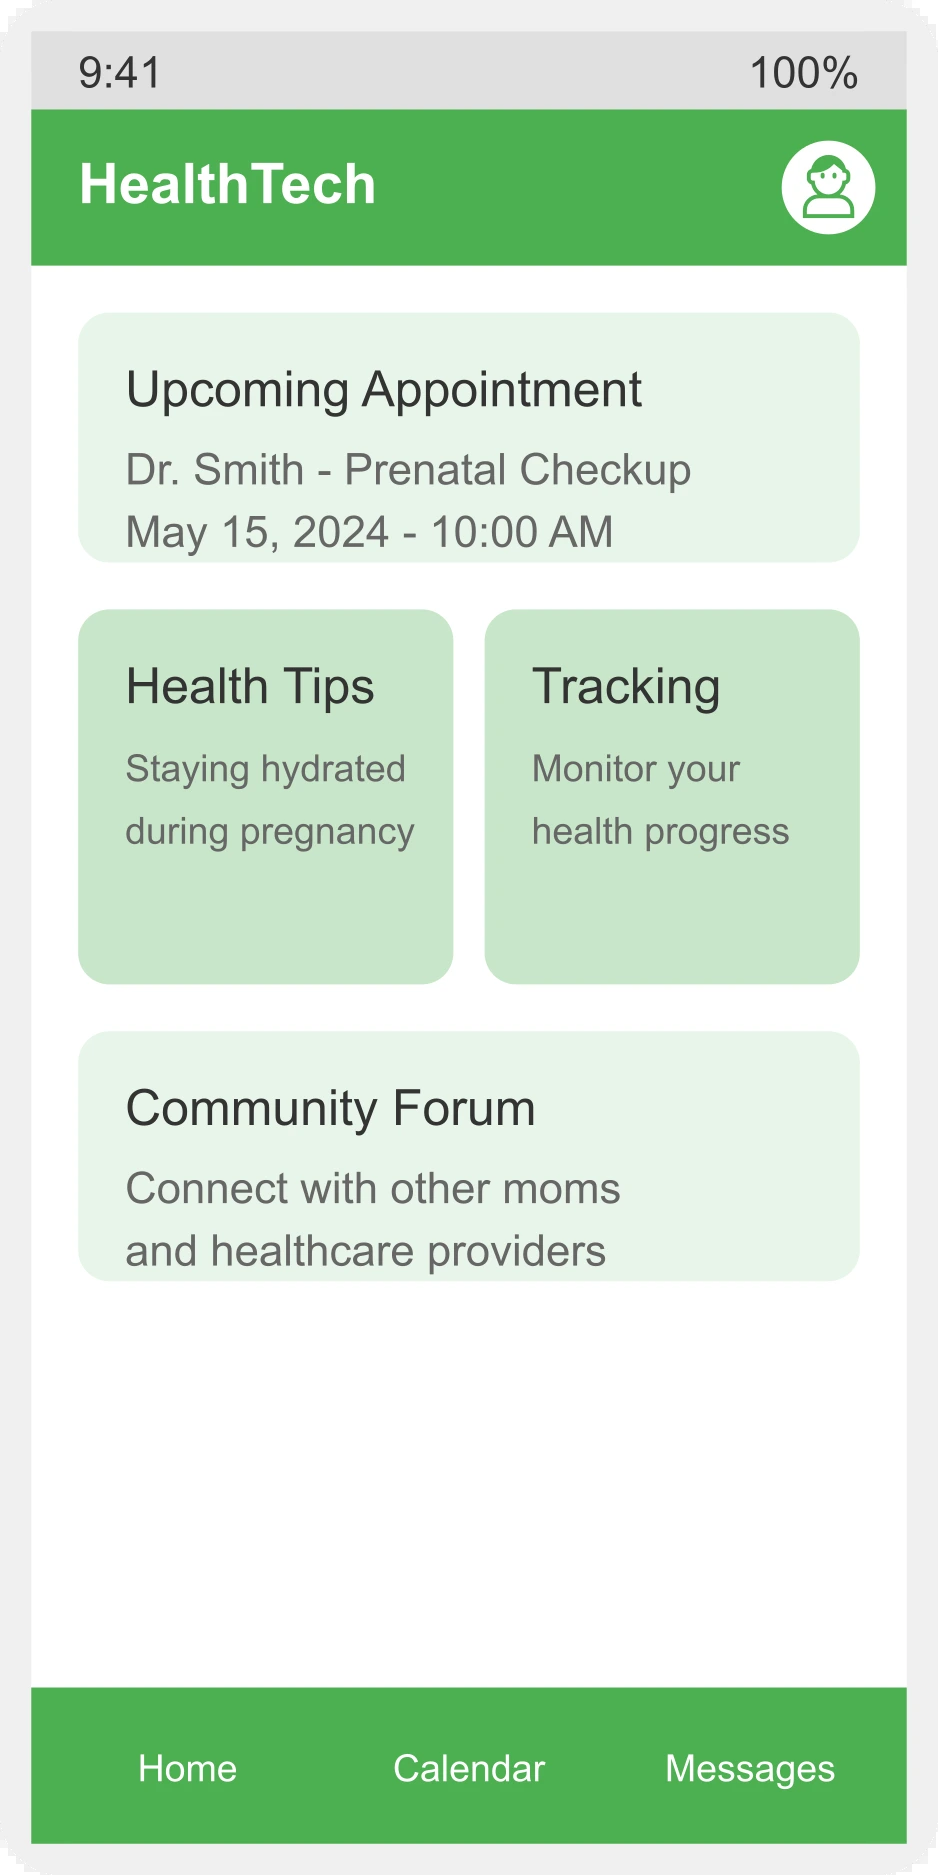 9:41 100%
HealthTech
Upcoming Appointment
Dr. Smith - Prenatal Checkup
May 15, 2024 - 10:00 AM
Health Tips
Staying hydrated
during pregnancy
Tracking
Monitor your
health progress
Community Forum
Connect with other moms
and healthcare providers
Home Calendar Messages